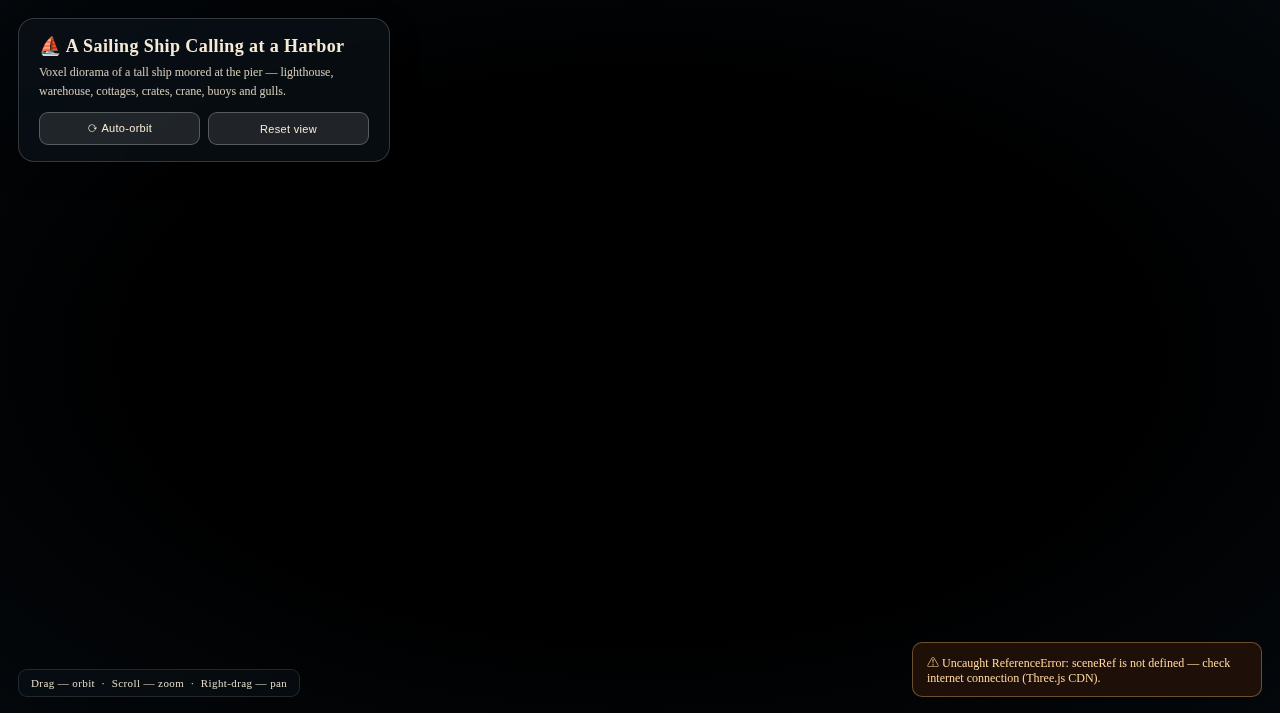 ⛵ A Sailing Ship Calling at a Harbor
Voxel diorama of a tall ship moored at the pier — lighthouse,
warehouse, cottages, crates, crane, buoys and gulls.
⟳ Auto-orbit
Reset view
⚠ Uncaught ReferenceError: sceneRef is not defined — check
internet connection (Three.js CDN).
Drag — orbit · Scroll — zoom · Right-drag — pan